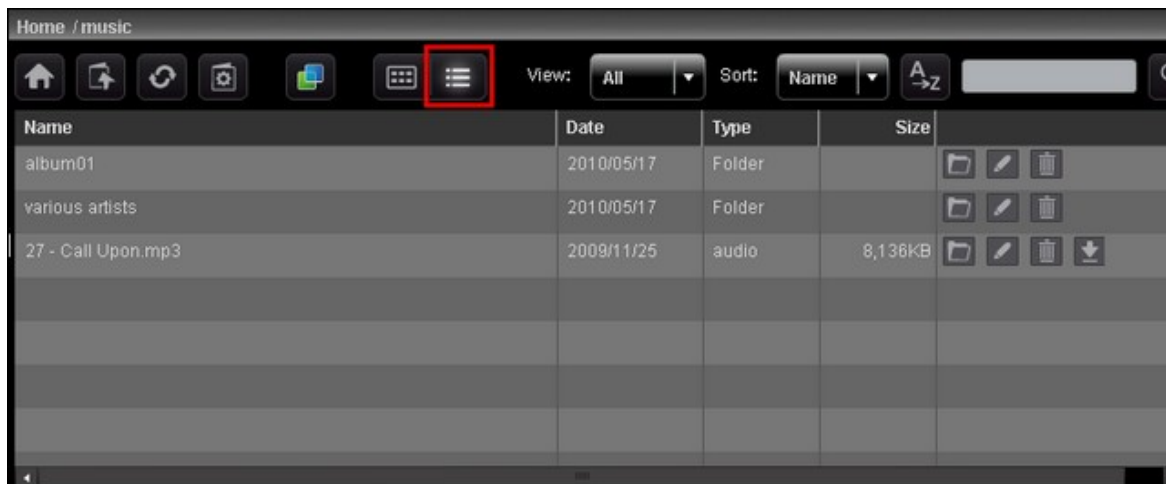 Home / music
View: All Sort: Name A→Z
Name Date Type Size
album01 2010/05/17 Folder
various artists 2010/05/17 Folder
27 - Call Upon.mp3 2009/11/25 audio 8,136KB